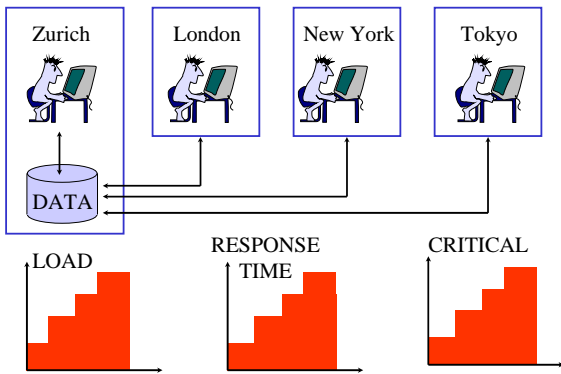 Zurich
London
New York
Tokyo
DATA
LOAD
RESPONSE
TIME
CRITICAL